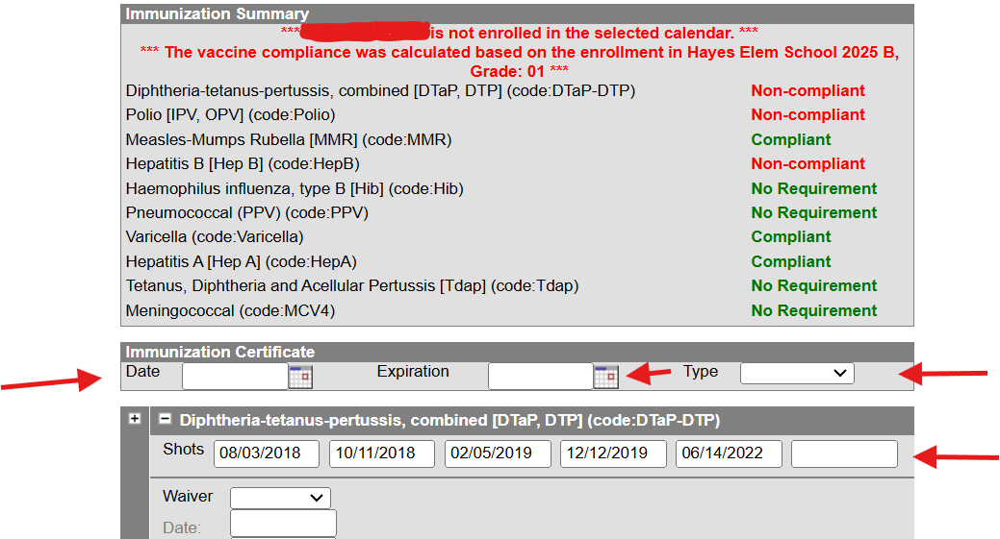 Immunization Summary
*** is not enrolled in the selected calendar. ***
*** The vaccine compliance was calculated based on the enrollment in Hayes Elem School 2025 B,
Grade: 01 ***
Diphtheria-tetanus-pertussis, combined [DTaP, DTP] (code:DTaP-DTP) Non-compliant
Polio [IPV, OPV] (code:Polio) Non-compliant
Measles-Mumps Rubella [MMR] (code:MMR) Compliant
Hepatitis B [Hep B] (code:HepB) Non-compliant
Haemophilus influenza, type B [Hib] (code:Hib) No Requirement
Pneumococcal (PPV) (code:PPV) No Requirement
Varicella (code:Varicella) Compliant
Hepatitis A [Hep A] (code:HepA) Compliant
Tetanus, Diphtheria and Acellular Pertussis [Tdap] (code:Tdap) No Requirement
Meningococcal (code:MCV4) No Requirement
Immunization Certificate
Date Expiration Type
Diphtheria-tetanus-pertussis, combined [DTaP, DTP] (code:DTaP-DTP)
Shots 08/03/2018 10/11/2018 02/05/2019 12/12/2019 06/14/2022
Waiver
Date: